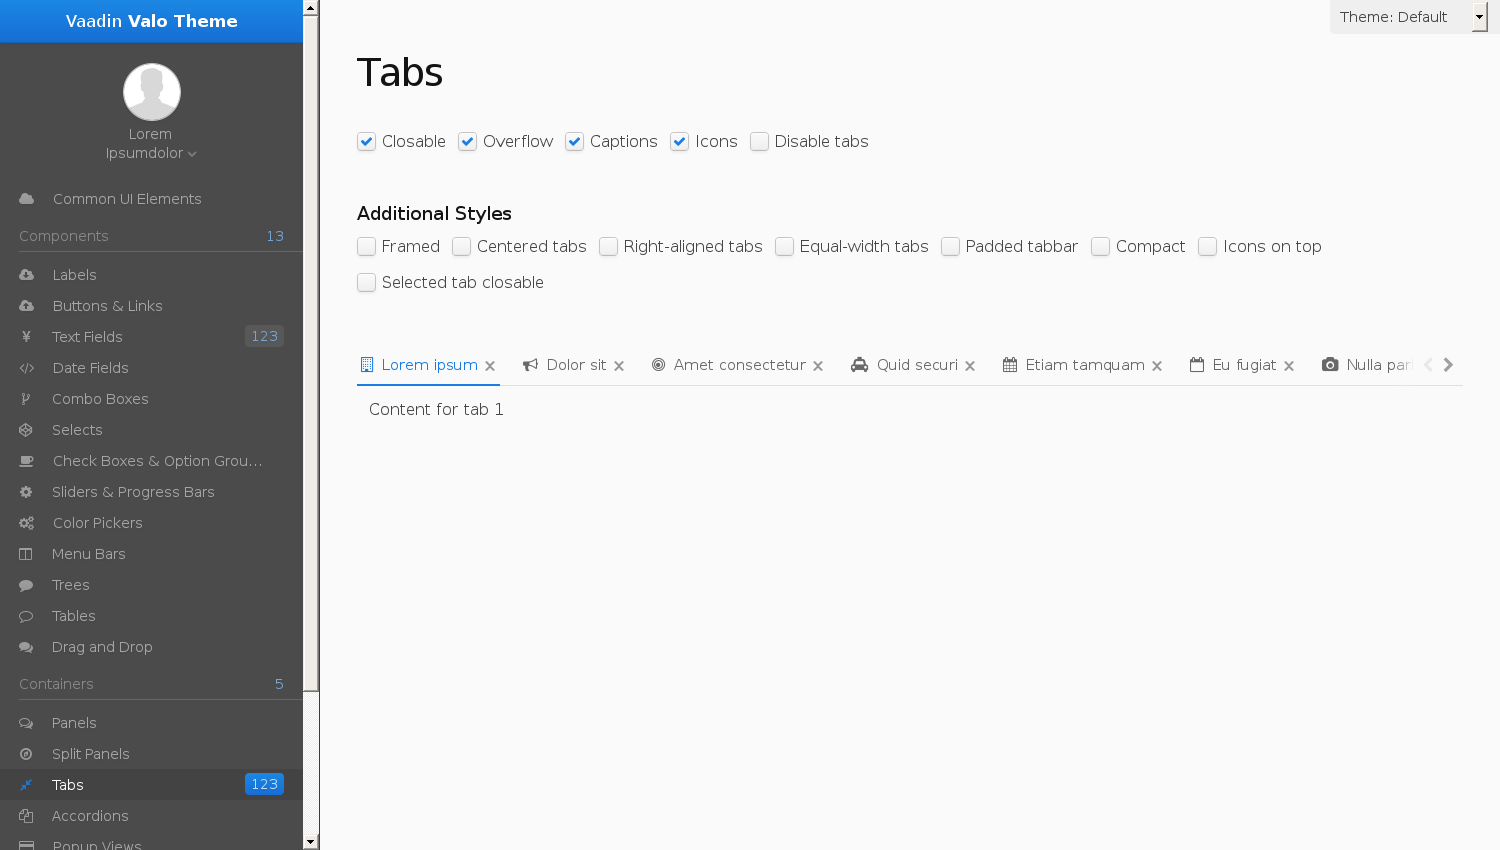 Vaadin Valo Theme
Theme: Default
Lorem
Ipsumdolor
Common UI Elements
Components 13
Labels
Buttons & Links
Text Fields 123
Date Fields
Combo Boxes
Selects
Check Boxes & Option Grou…
Sliders & Progress Bars
Color Pickers
Menu Bars
Trees
Tables
Drag and Drop
Containers 5
Panels
Split Panels
Tabs 123
Accordions
Popup Views
Tabs
Closable Overflow Captions Icons Disable tabs
Additional Styles
Framed Centered tabs Right-aligned tabs Equal-width tabs Padded tabbar Compact Icons on top
Selected tab closable
Lorem ipsum Dolor sit Amet consectetur Quid securi Etiam tamquam Eu fugiat Nulla pari
Content for tab 1